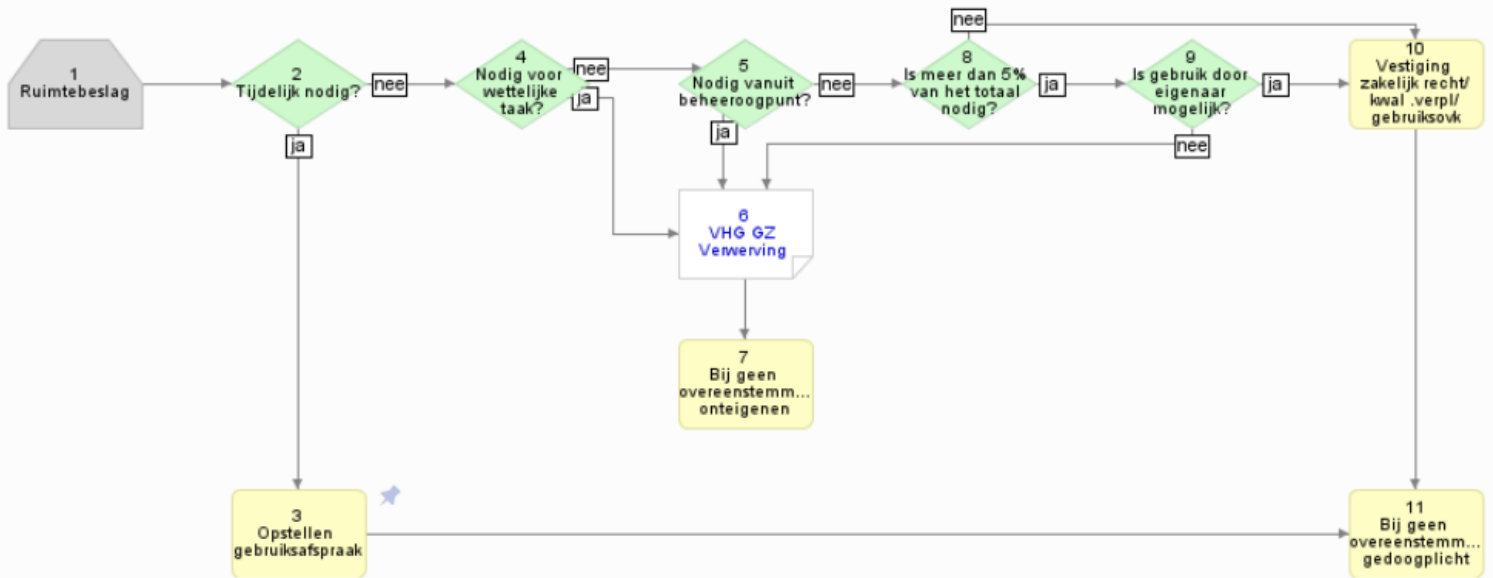 1
Ruimtebeslag
2
Tijdelijk nodig?
nee
ja
3
Opstellen
gebruiksafspraak
4
Nodig voor
wettelijke
taak?
nee
ja
5
Nodig vanuit
beheeroogpunt?
nee
ja
6
VHG GZ
Verwerving
7
Bij geen
overeenstemm...
onteigenen
8
Is meer dan 5%
van het totaal
nodig?
nee
ja
9
Is gebruik door
eigenaar
mogelijk?
ja
nee
10
Vestiging
zakelijk recht/
kwal .verpl/
gebruiksovk
11
Bij geen
overeenstemm...
gedoogplicht